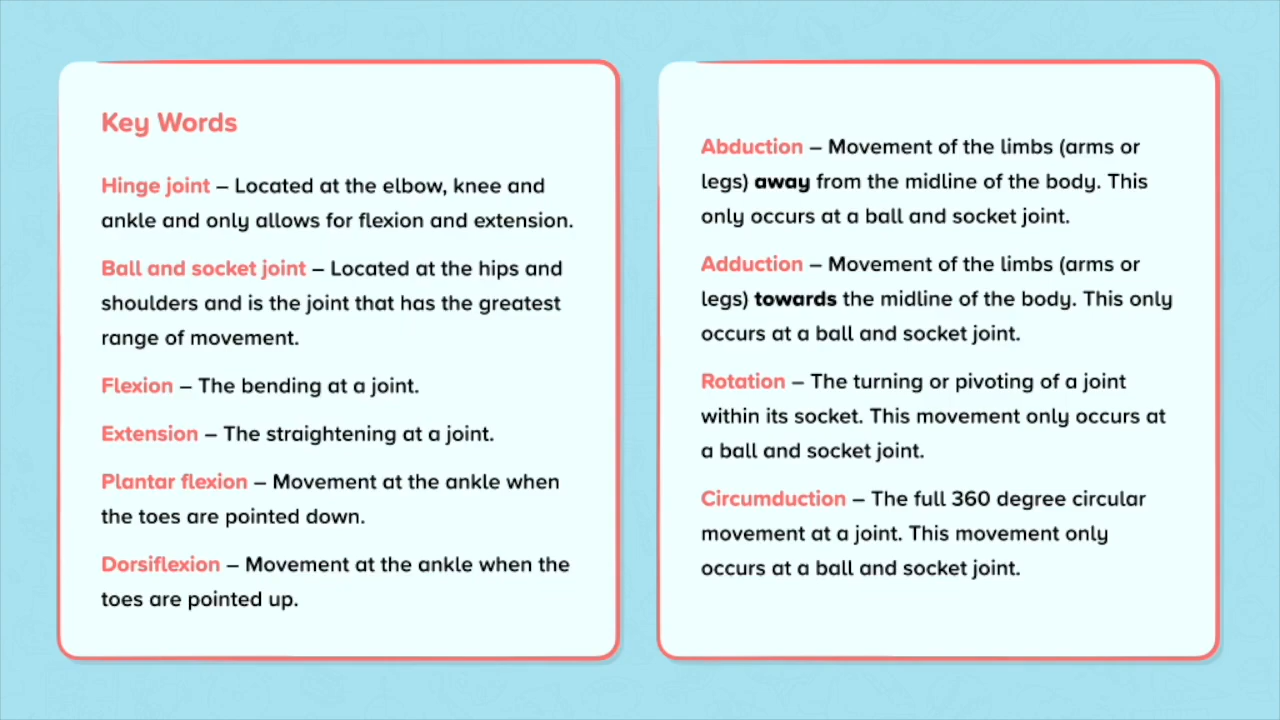 Key Words
Hinge joint – Located at the elbow, knee and
ankle and only allows for flexion and extension.
Ball and socket joint – Located at the hips and
shoulders and is the joint that has the greatest
range of movement.
Flexion – The bending at a joint.
Extension – The straightening at a joint.
Plantar flexion – Movement at the ankle when
the toes are pointed down.
Dorsiflexion – Movement at the ankle when the
toes are pointed up.
Abduction – Movement of the limbs (arms or
legs) away from the midline of the body. This
only occurs at a ball and socket joint.
Adduction – Movement of the limbs (arms or
legs) towards the midline of the body. This only
occurs at a ball and socket joint.
Rotation – The turning or pivoting of a joint
within its socket. This movement only occurs at
a ball and socket joint.
Circumduction – The full 360 degree circular
movement at a joint. This movement only
occurs at a ball and socket joint.